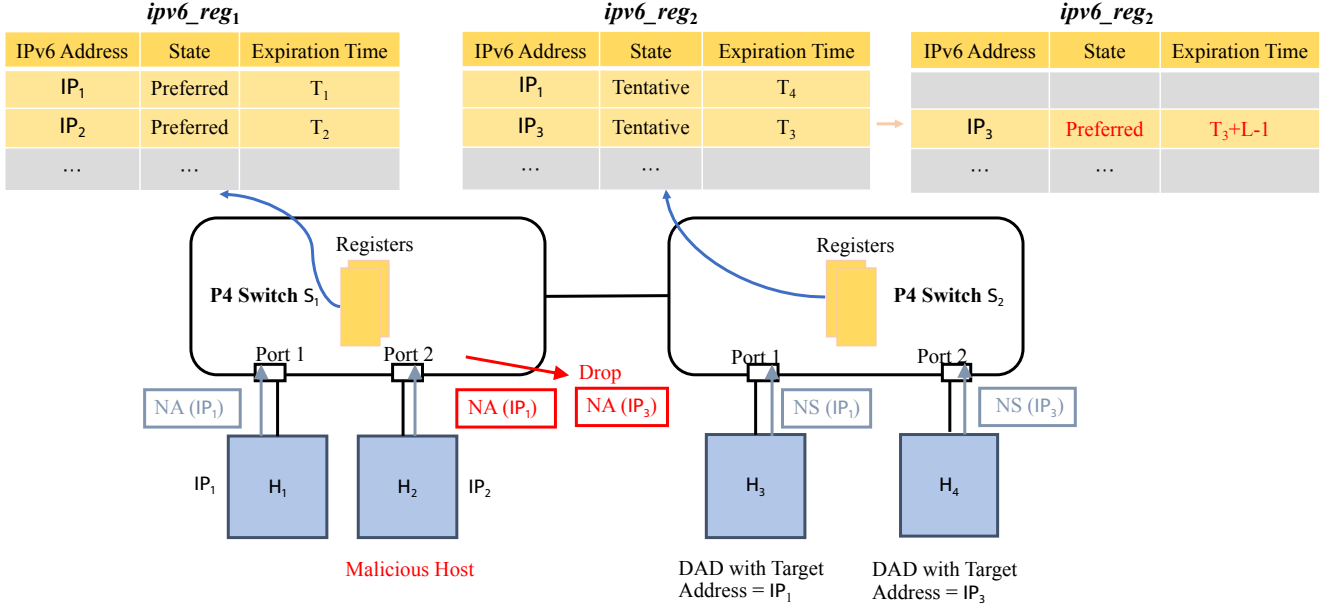 ipv6_reg₁
IPv6 Address State Expiration Time
IP₁ Preferred T₁
IP₂ Preferred T₂
... ...
ipv6_reg₂
IPv6 Address State Expiration Time
IP₁ Tentative T₄
IP₃ Tentative T₃
... ...
ipv6_reg₂
IPv6 Address State Expiration Time
IP₃ Preferred T₃+L-1
... ...
Registers
P4 Switch S₁
Port 1
Port 2
Registers
P4 Switch S₂
Port 1
Port 2
Drop
NA (IP₁)
NA (IP₁)
NA (IP₃)
NS (IP₁)
NS (IP₃)
IP₁
H₁
H₂
IP₂
H₃
H₄
Malicious Host
DAD with Target
Address = IP₁
DAD with Target
Address = IP₃